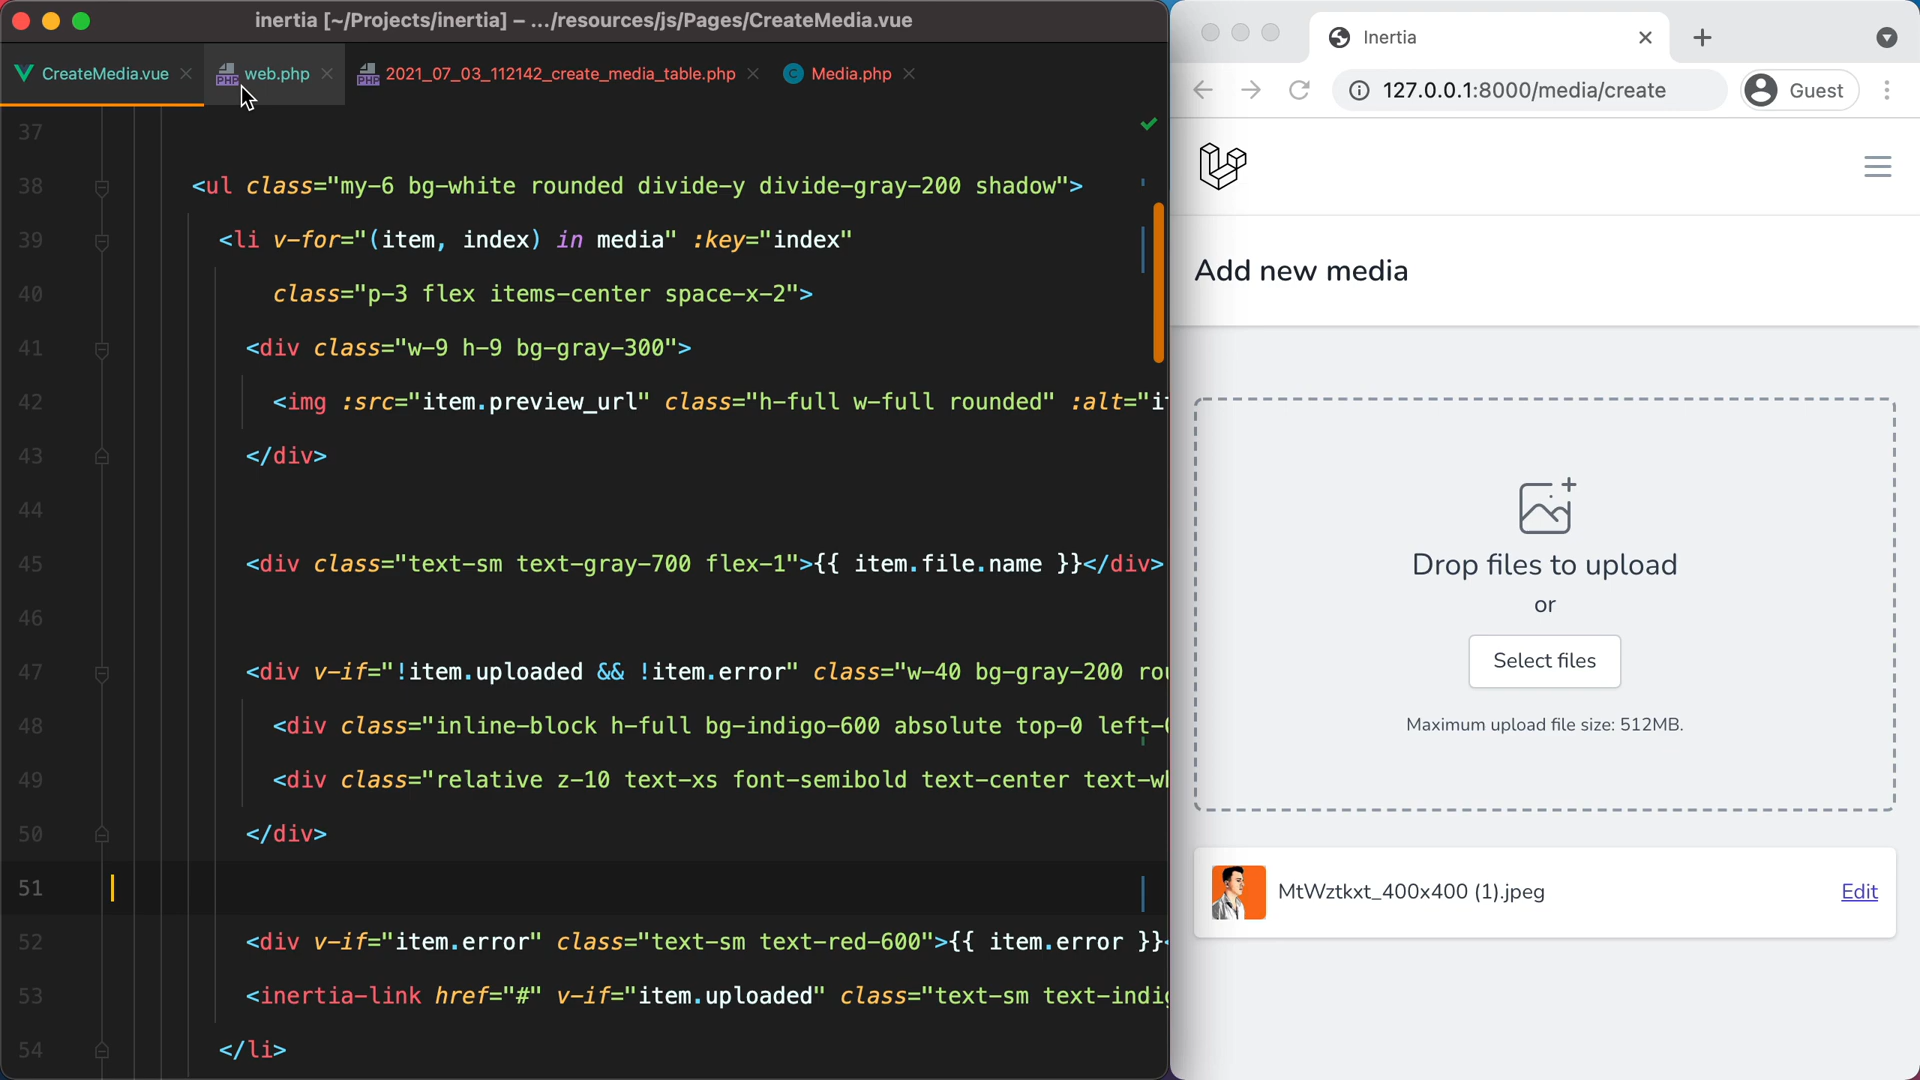 inertia [~/Projects/inertia] – .../resources/js/Pages/CreateMedia.vue
CreateMedia.vue
web.php
2021_07_03_112142_create_media_table.php
Media.php
37
38 <ul class="my-6 bg-white rounded divide-y divide-gray-200 shadow">
39 <li v-for="(item, index) in media" :key="index"
40 class="p-3 flex items-center space-x-2">
41 <div class="w-9 h-9 bg-gray-300">
42 <img :src="item.preview_url" class="h-full w-full rounded" :alt="it
43 </div>
44
45 <div class="text-sm text-gray-700 flex-1">{{ item.file.name }}</div>
46
47 <div v-if="!item.uploaded && !item.error" class="w-40 bg-gray-200 rou
48 <div class="inline-block h-full bg-indigo-600 absolute top-0 left-0
49 <div class="relative z-10 text-xs font-semibold text-center text-wh
50 </div>
51
52 <div v-if="item.error" class="text-sm text-red-600">{{ item.error }}<
53 <inertia-link href="#" v-if="item.uploaded" class="text-sm text-indig
54 </li>
Inertia
127.0.0.1:8000/media/create
Guest
Add new media
Drop files to upload
or
Select files
Maximum upload file size: 512MB.
MtWztkxt_400x400 (1).jpeg
Edit